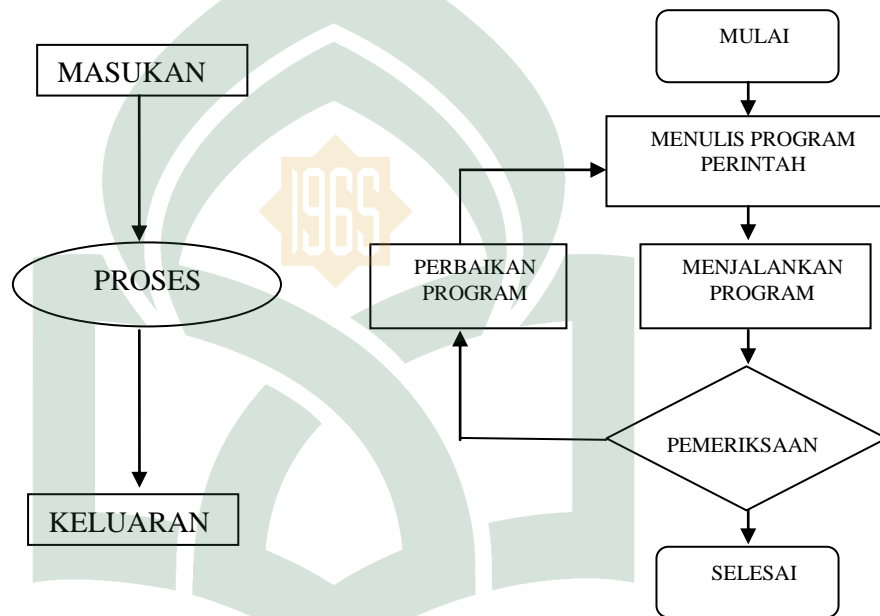 MASUKAN
PROSES
KELUARAN
MULAI
MENULIS PROGRAM
PERINTAH
PERBAIKAN
PROGRAM
MENJALANKAN
PROGRAM
PEMERIKSAAN
SELESAI
1965